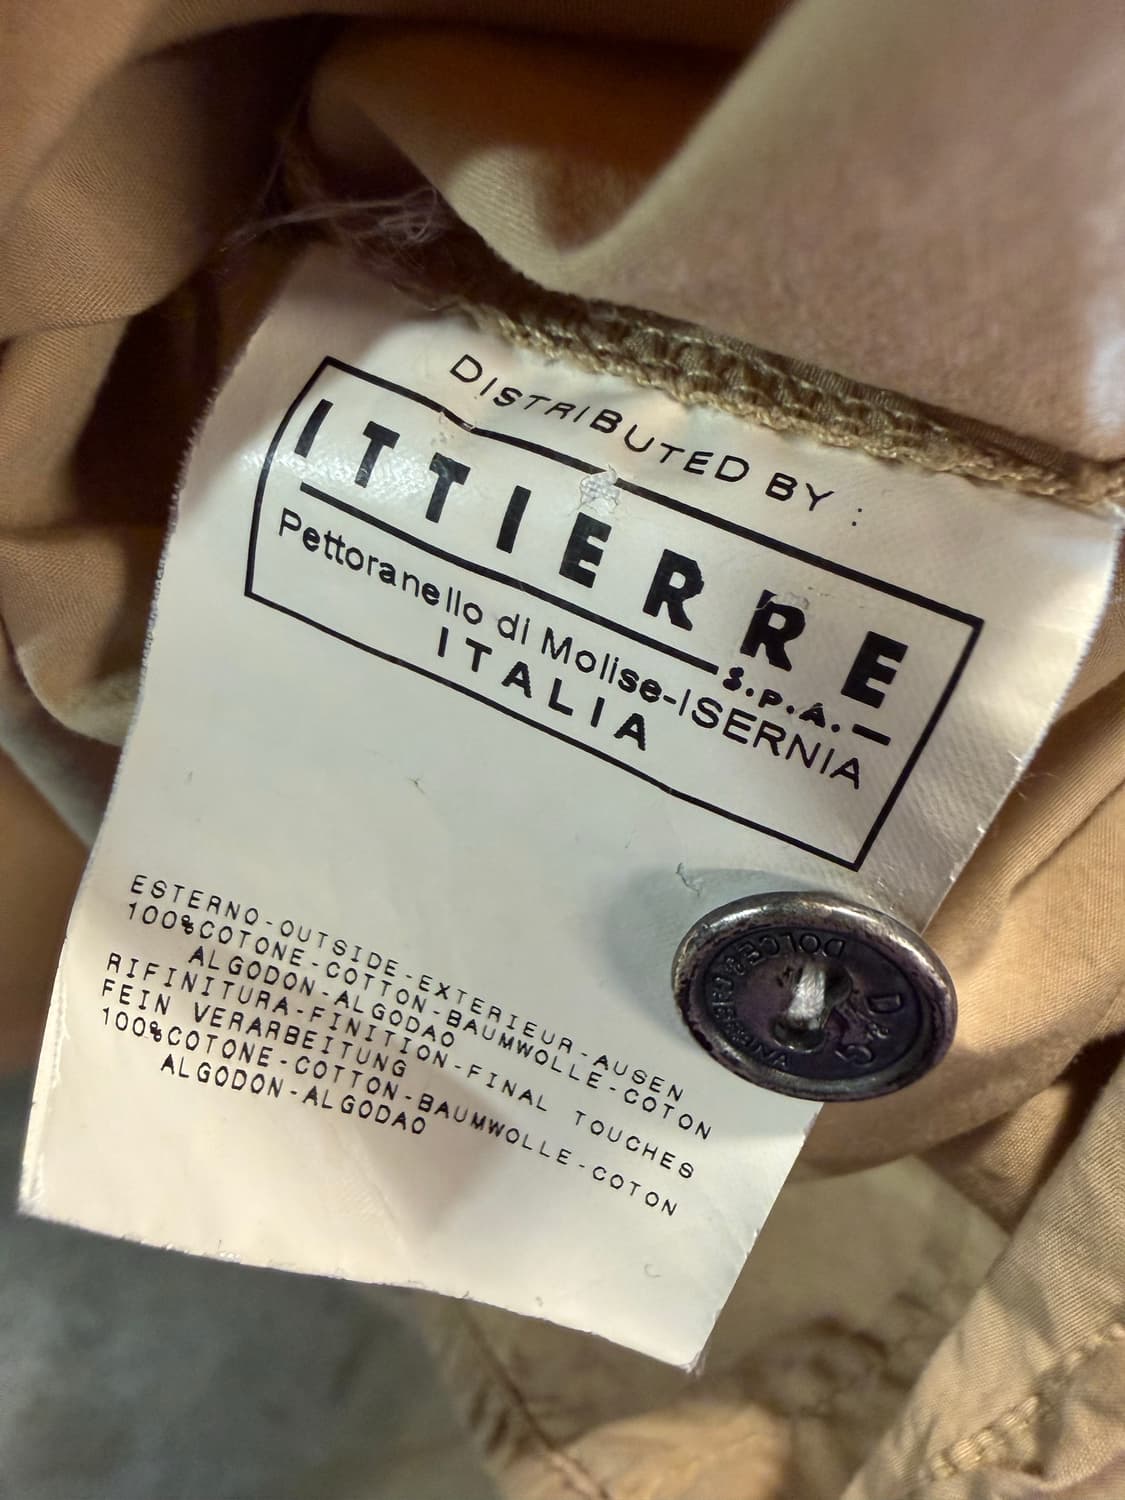 DISTRIBUTED BY :
ITTIERRE
S.P.A.
Pettoranello di Molise-ISERNIA
ITALIA
ESTERNO-OUTSIDE-EXTERIEUR-AUSEN
100%COTONE-COTTON-BAUMWOLLE-COTON
ALGODON-ALGODAO
RIFINITURA-FINITION-FINAL TOUCHES
FEIN VERARBEITUNG
100%COTONE-COTTON-BAUMWOLLE-COTON
ALGODON-ALGODAO
DOLCE&GABBANA
D&G